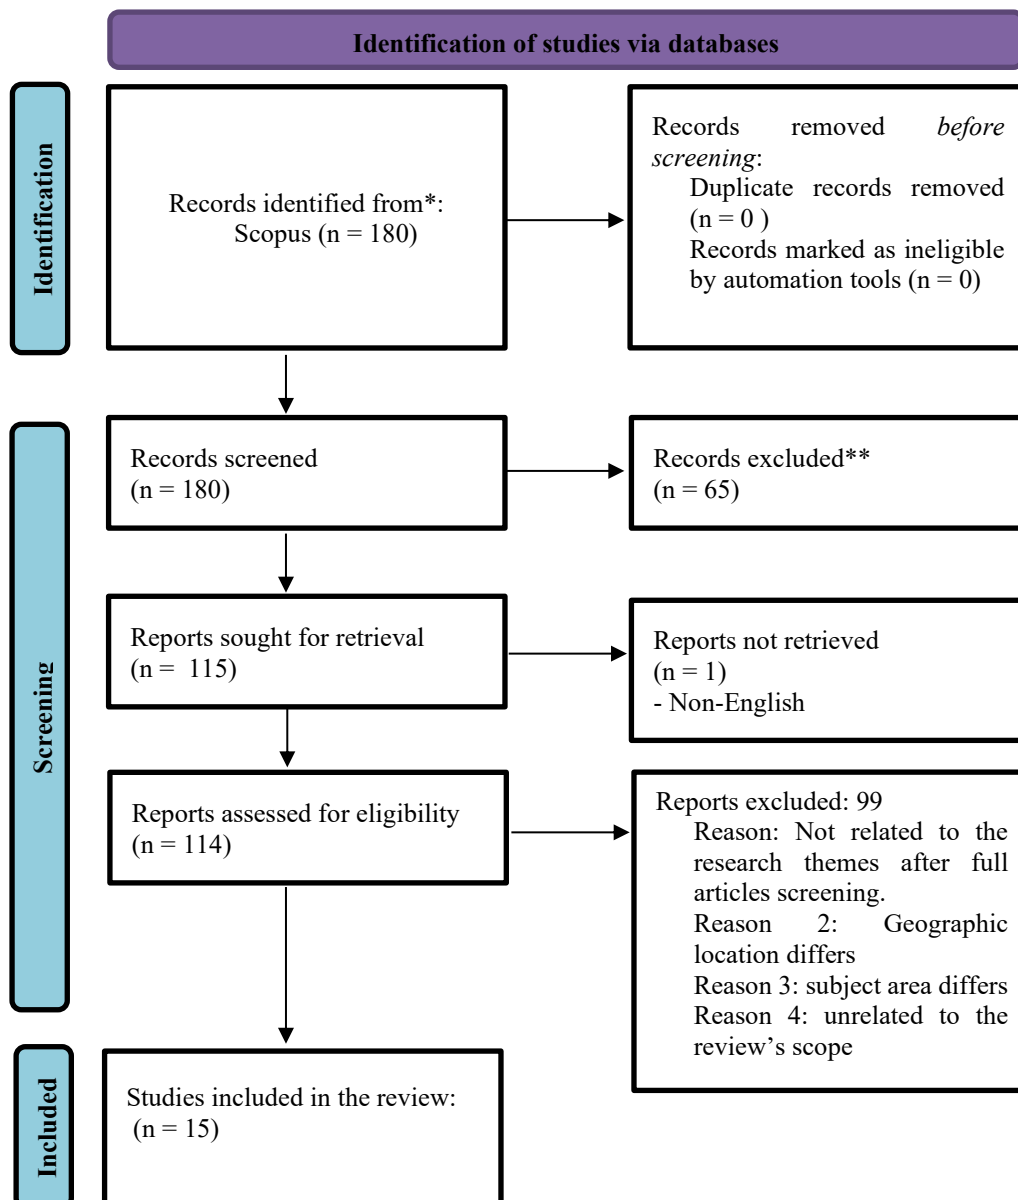 Identification of studies via databases
Identification
Records identified from*:
Scopus (n = 180)
Records removed before
screening:
Duplicate records removed
(n = 0 )
Records marked as ineligible
by automation tools (n = 0)
Screening
Records screened
(n = 180)
Records excluded**
(n = 65)
Reports sought for retrieval
(n = 115)
Reports not retrieved
(n = 1)
- Non-English
Reports assessed for eligibility
(n = 114)
Reports excluded: 99
Reason: Not related to the
research themes after full
articles screening.
Reason 2: Geographic
location differs
Reason 3: subject area differs
Reason 4: unrelated to the
review’s scope
Included
Studies included in the review:
(n = 15)